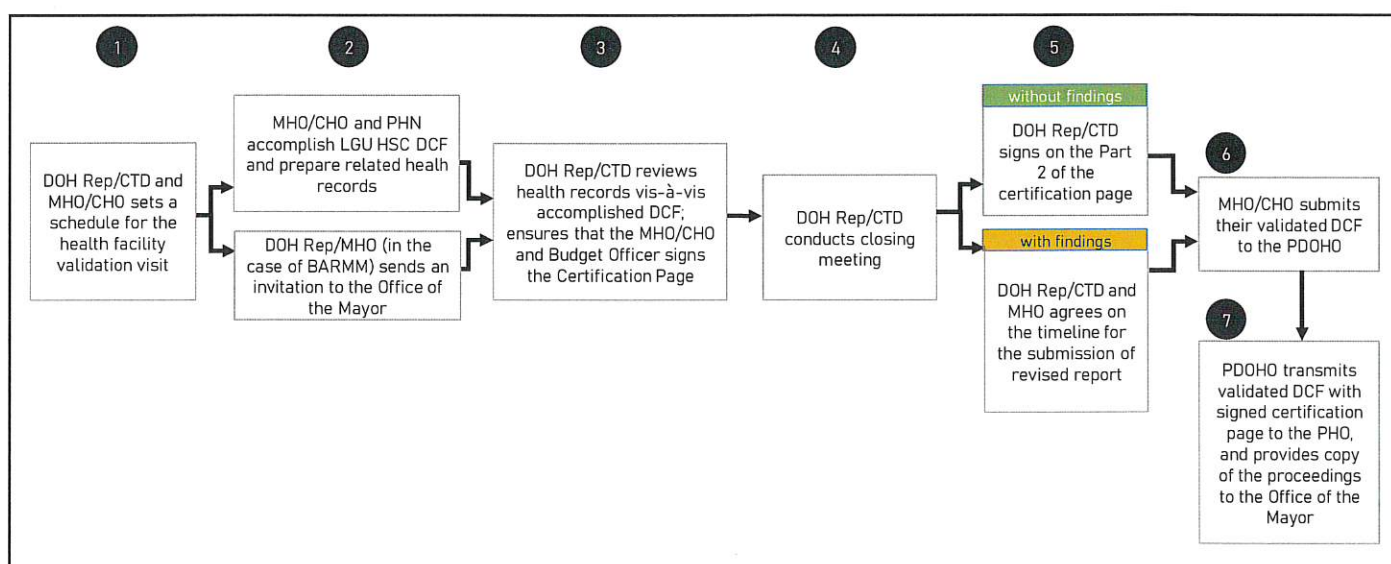 1
DOH Rep/CTD and
MHO/CHO sets a
schedule for the
health facility
validation visit
2
MHO/CHO and PHN
accomplish LGU HSC DCF
and prepare related heallh
records
DOH Rep/MHO (in the
case of BARMM) sends an
invitation to the Office of
the Mayor
3
DOH Rep/CTD reviews
health records vis-à-vis
accomplished DCF;
ensures that the MHO/CHO
and Budget Officer signs
the Certification Page
4
DOH Rep/CTD
conducts closing
meeting
5
without findings
DOH Rep/CTD
signs on the Part
2 of the
certification page
with findings
DOH Rep/CTD and
MHO agrees on
the timeline for
the submission of
revised report
6
MHO/CHO submits
their validated DCF
to the PDOHO
7
PDOHO transmits
validated DCF with
signed certification
page to the PHO,
and provides copy
of the proceedings
to the Office of the
Mayor